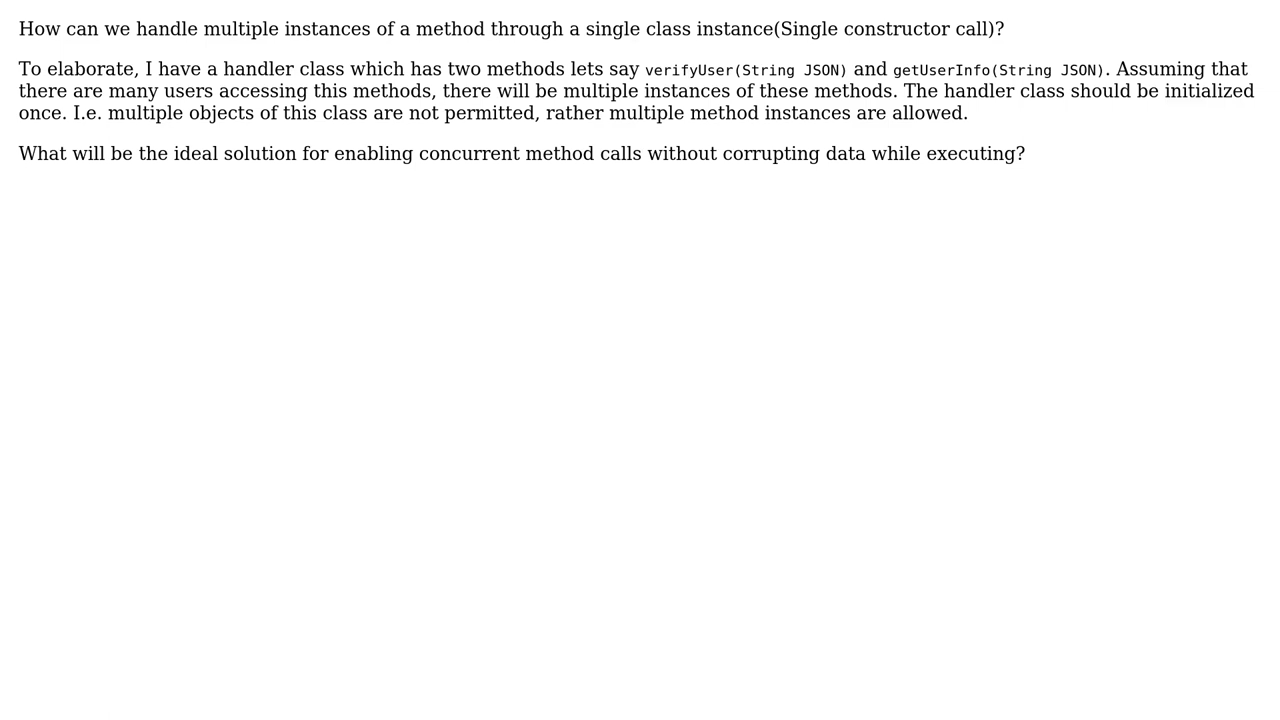 How can we handle multiple instances of a method through a single class instance(Single constructor call)?
To elaborate, I have a handler class which has two methods lets say verifyUser(String JSON) and getUserInfo(String JSON). Assuming that
there are many users accessing this methods, there will be multiple instances of these methods. The handler class should be initialized
once. I.e. multiple objects of this class are not permitted, rather multiple method instances are allowed.
What will be the ideal solution for enabling concurrent method calls without corrupting data while executing?